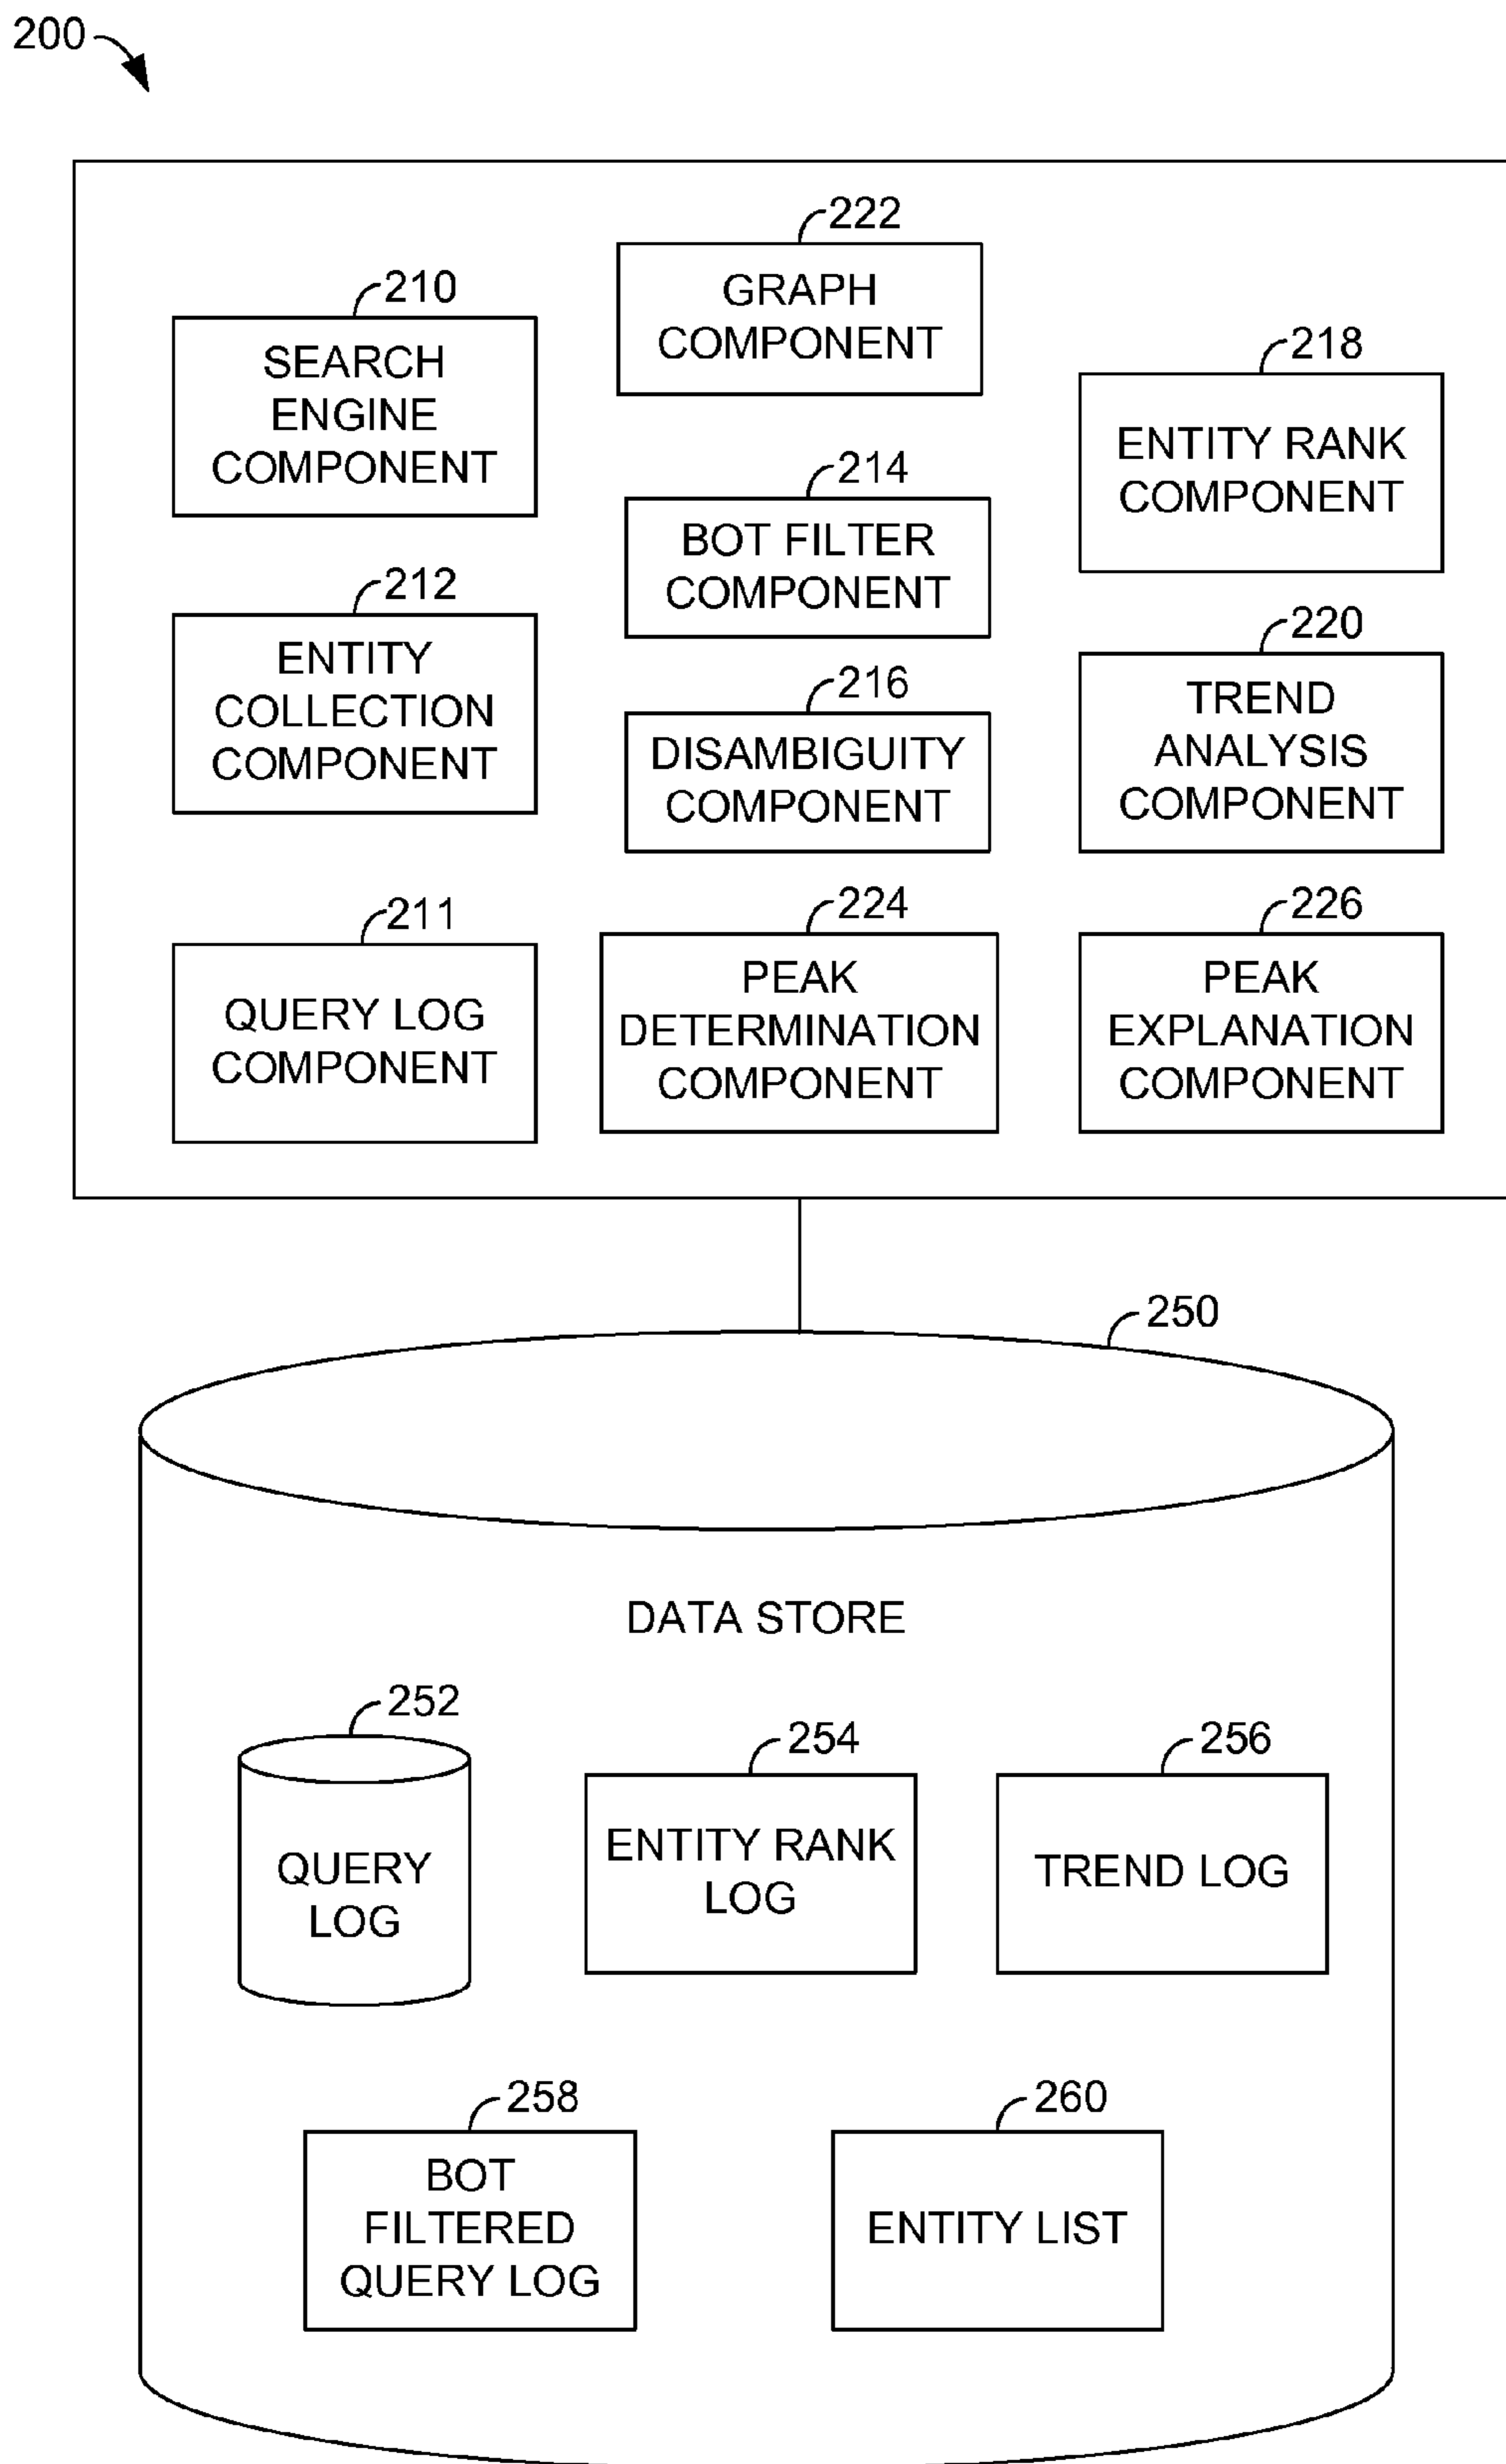 200
222
GRAPH
COMPONENT
210
SEARCH
ENGINE
COMPONENT
218
ENTITY RANK
COMPONENT
214
BOT FILTER
COMPONENT
212
ENTITY
COLLECTION
COMPONENT
220
TREND
ANALYSIS
COMPONENT
216
DISAMBIGUITY
COMPONENT
211
QUERY LOG
COMPONENT
224
PEAK
DETERMINATION
COMPONENT
226
PEAK
EXPLANATION
COMPONENT
250
DATA STORE
252
QUERY
LOG
254
ENTITY RANK
LOG
256
TREND LOG
258
BOT
FILTERED
QUERY LOG
260
ENTITY LIST